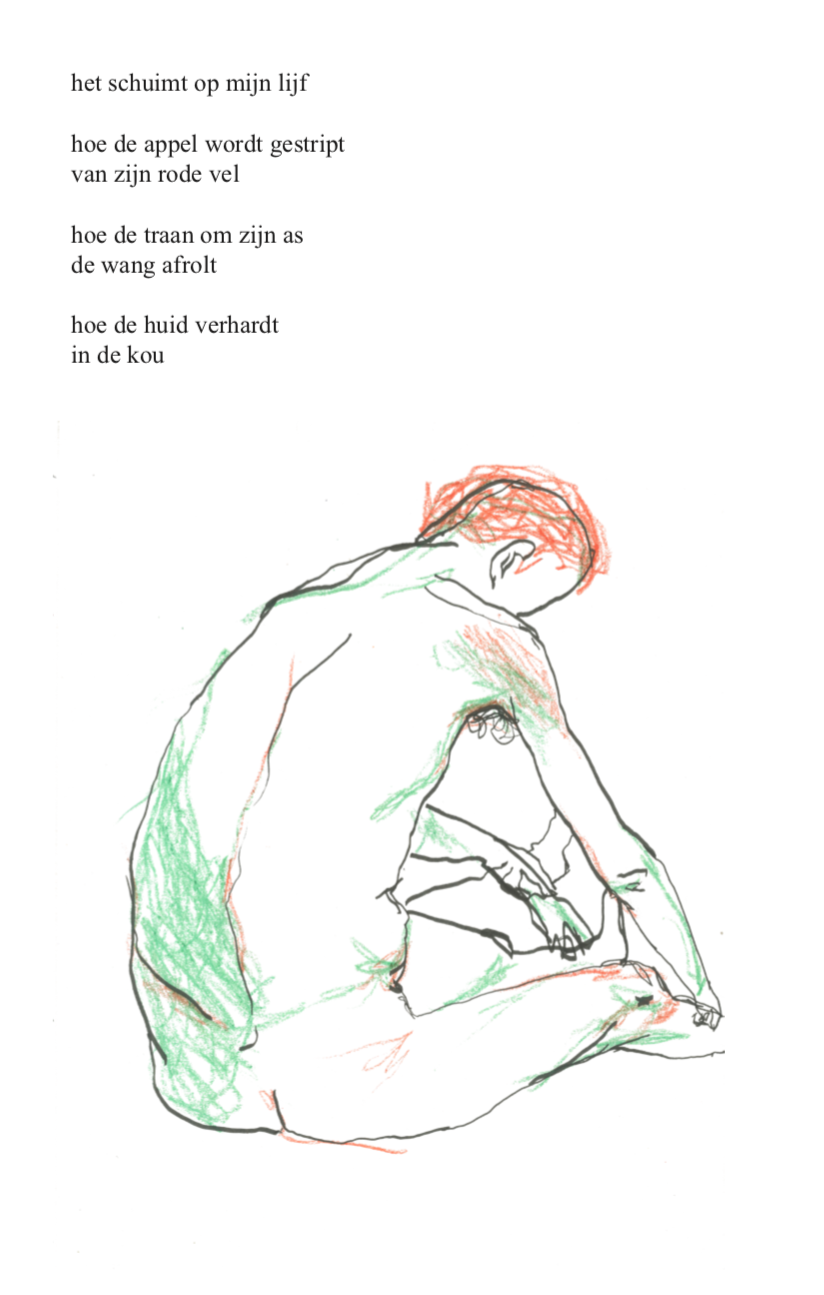 het schuimt op mijn lijf
hoe de appel wordt gestript
van zijn rode vel
hoe de traan om zijn as
de wang afrolt
hoe de huid verhardt
in de kou